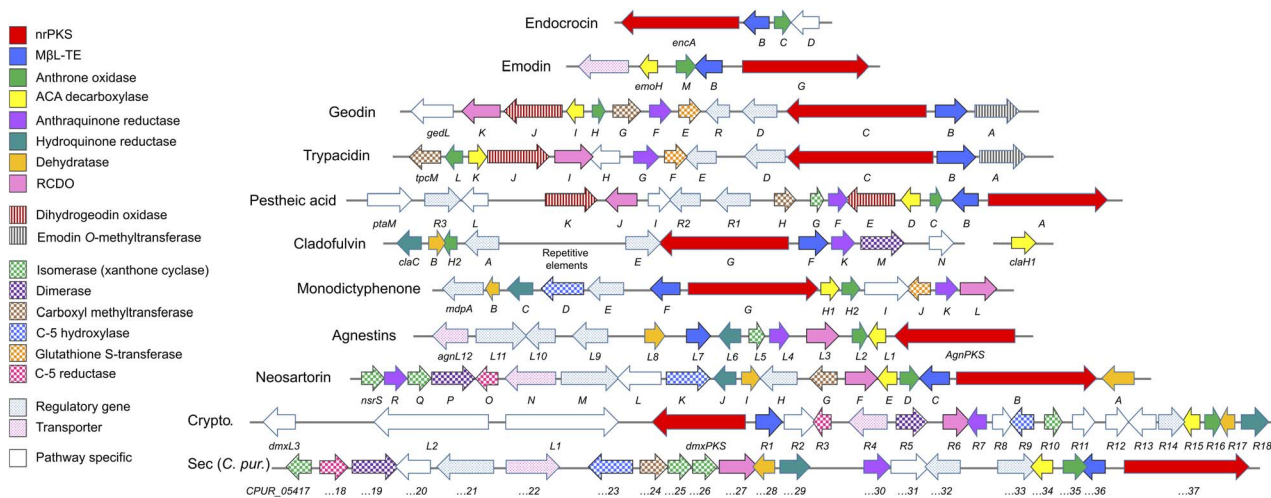 nrPKS
MβL-TE
Anthrone oxidase
ACA decarboxylase
Anthraquinone reductase
Hydroquinone reductase
Dehydratase
RCDO
Dihydrogeodin oxidase
Emodin O-methyltransferase
Isomerase (xanthone cyclase)
Dimerase
Carboxyl methyltransferase
C-5 hydroxylase
Glutathione S-transferase
C-5 reductase
Regulatory gene
Transporter
Pathway specific
Endocrocin
encA B C D
Emodin
emoH M B G
Geodin
gedL K J I H G F E R D C B A
Trypacidin
tpcM L K J I H G F E D C B A
Pestheic acid
ptaM R3 L K J I R2 R1 H G F E D C B A
Cladofulvin
Repetitive
elements
claC B H2 A E G F K M N claH1
Monodictyphenone
mdpA B C D E F G H1 H2 I J K L
Agnestins
agnL12 L11 L10 L9 L8 L7 L6 L5 L4 L3 L2 L1 AgnPKS
Neosartorin
nsrS R Q P O N M L K J I H G F E D C A
Crypto.
B
dmxL3 L2 L1 dmxPKS R1 R2 R3 R4 R5 R6 R7 R8 R9 R10 R11 R12 R13 R14 R15 R16 R17 R18
Sec (C. pur.)
CPUR_05417 ...18 ...19 ...20 ...21 ...22 ...23 ...24 ...25 ...26 ...27 ...28 ...29 ...30 ...31 ...32 ...33 ...34 ...35 ...36 ...37